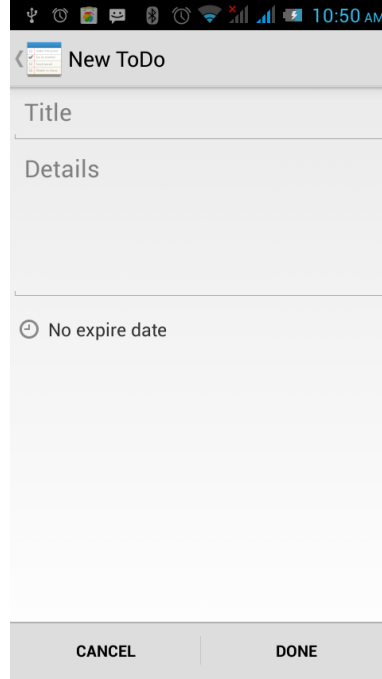 10:50 AM
New ToDo
Title
Details
No expire date
CANCEL
DONE